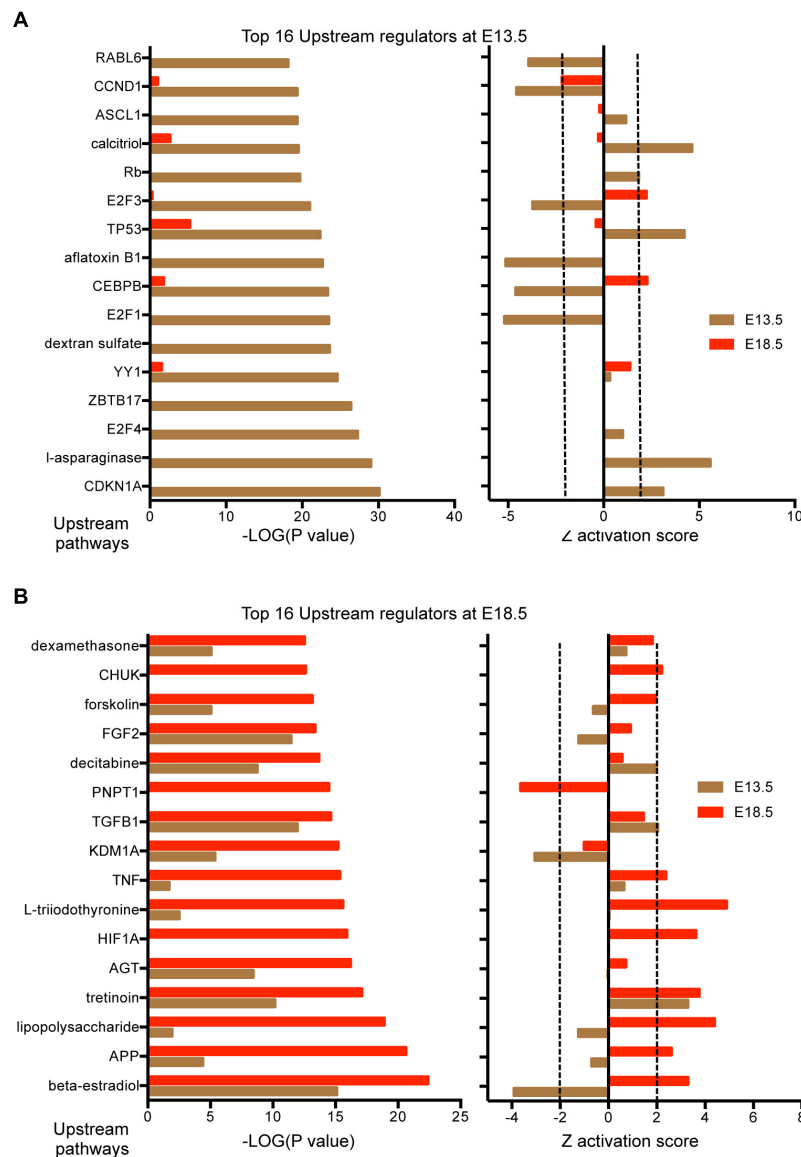 A
Top 16 Upstream regulators at E13.5
RABL6
CCND1
ASCL1
calcitriol
Rb
E2F3
TP53
aflatoxin B1
CEBPB
E2F1
dextran sulfate
YY1
ZBTB17
E2F4
l-asparaginase
CDKN1A
E13.5
E18.5
0 10 20 30 40
-5 0 5 10
Upstream
pathways
-LOG(P value)
Z activation score
B
Top 16 Upstream regulators at E18.5
dexamethasone
CHUK
forskolin
FGF2
decitabine
PNPT1
TGFB1
KDM1A
TNF
L-triiodothyronine
HIF1A
AGT
tretinoin
lipopolysaccharide
APP
beta-estradiol
E13.5
E18.5
0 5 10 15 20 25
-4 -2 0 2 4 6 8
Upstream
pathways
-LOG(P value)
Z activation score